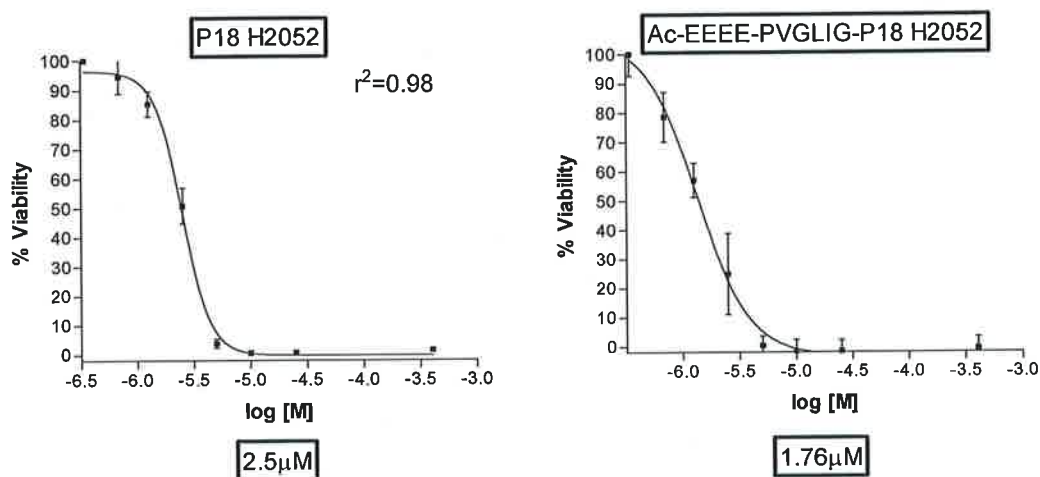 P18 H2052
r²=0.98
% Viability
100
90
80
70
60
50
40
30
20
10
0
-6.5 -6.0 -5.5 -5.0 -4.5 -4.0 -3.5 -3.0
log [M]
2.5µM
Ac-EEEE-PVGLIG-P18 H2052
% Viability
100
90
80
70
60
50
40
30
20
10
0
-6.0 -5.5 -5.0 -4.5 -4.0 -3.5 -3.0
log [M]
1.76µM